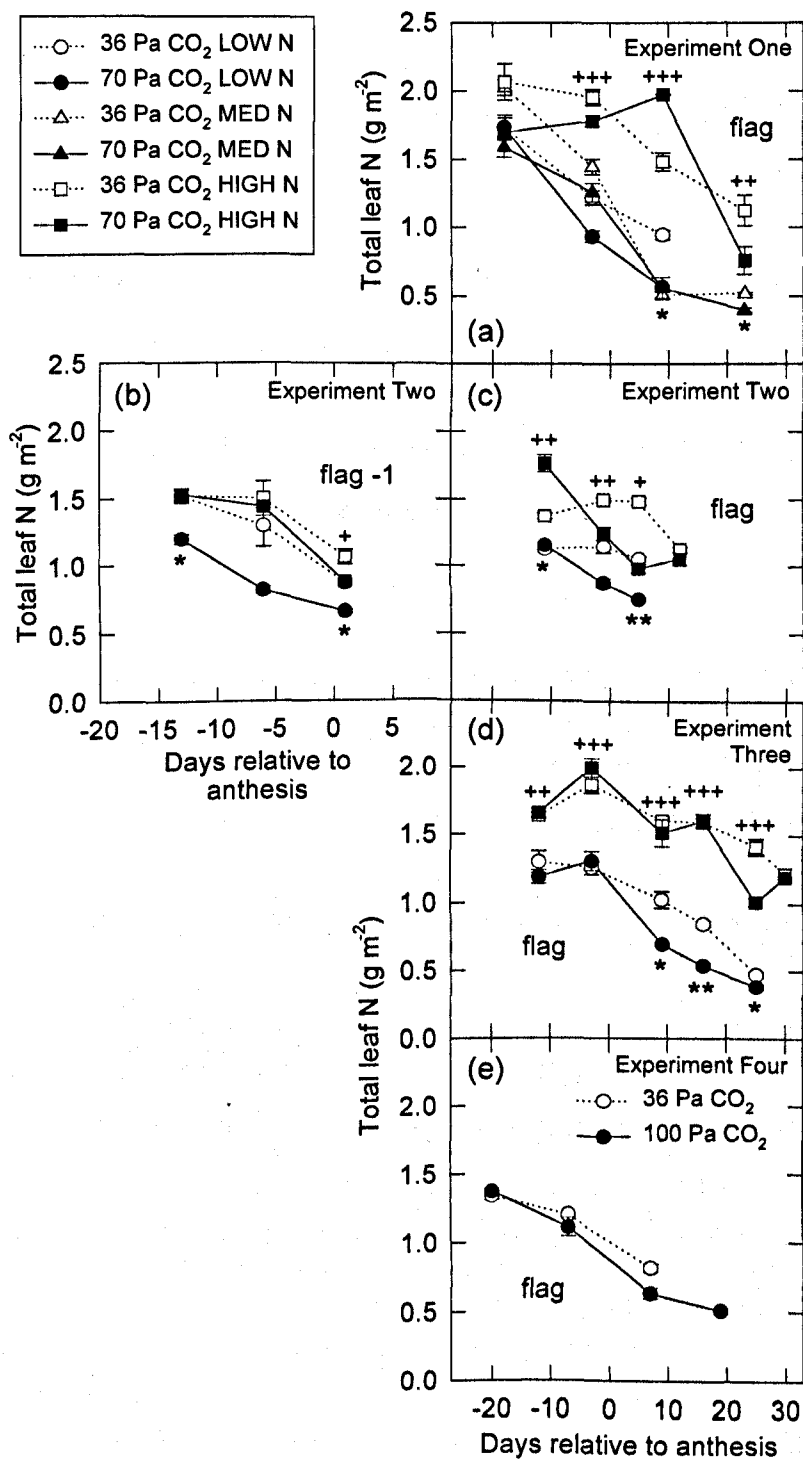 36 Pa CO2 LOW N
70 Pa CO2 LOW N
36 Pa CO2 MED N
70 Pa CO2 MED N
36 Pa CO2 HIGH N
70 Pa CO2 HIGH N
Total leaf N (g m-2)
2.5
2.0
1.5
1.0
0.5
Experiment One
+++
+++
flag
++
*
*
(a)
Total leaf N (g m-2)
2.5
2.0
1.5
1.0
0.5
0.0
(b)
Experiment Two
flag -1
+
*
*
-20
-15
-10
-5
0
5
Days relative to
anthesis
(c)
Experiment Two
++
++
+
flag
*
**
Total leaf N (g m-2)
2.0
1.5
1.0
0.5
0.0
(d)
Experiment
Three
++
+++
+++
+++
+++
flag
*
**
*
Total leaf N (g m-2)
2.0
1.5
1.0
0.5
0.0
(e)
Experiment Four
36 Pa CO2
100 Pa CO2
flag
-20
-10
0
10
20
30
Days relative to anthesis